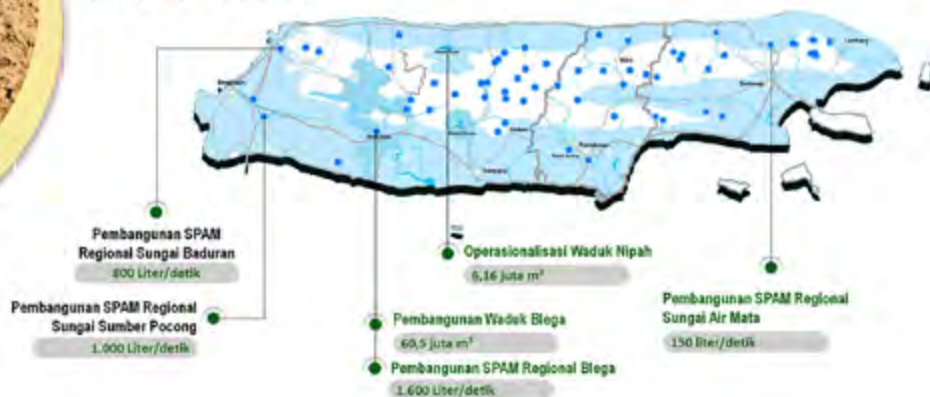 Pembangunan SPAM
Regional Sungai Baduran
800 Liter/detik
Pembangunan SPAM Regional
Sungai Sumber Pocong
1.000 Liter/detik
Operasionalisasi Waduk Nipah
6,16 juta m³
Pembangunan Waduk Blega
60,5 juta m³
Pembangunan SPAM Regional Blega
1.600 Liter/detik
Pembangunan SPAM Regional
Sungai Air Mata
150 liter/detik